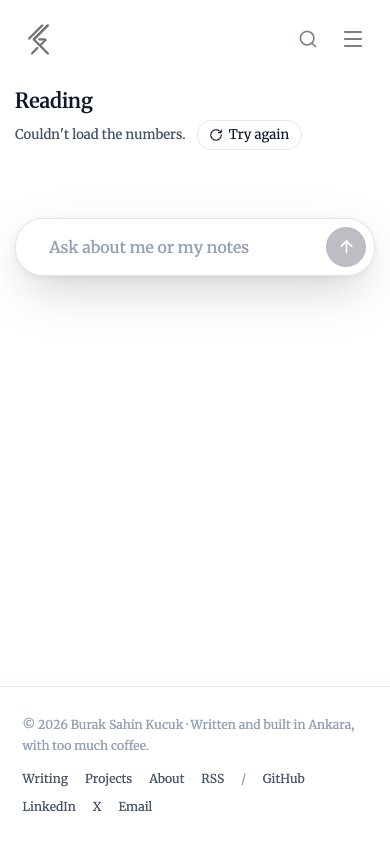 Reading
Couldn't load the numbers. Try again
Ask about me or my notes
© 2026 Burak Sahin Kucuk · Written and built in Ankara,
with too much coffee.
Writing Projects About RSS / GitHub
LinkedIn X Email